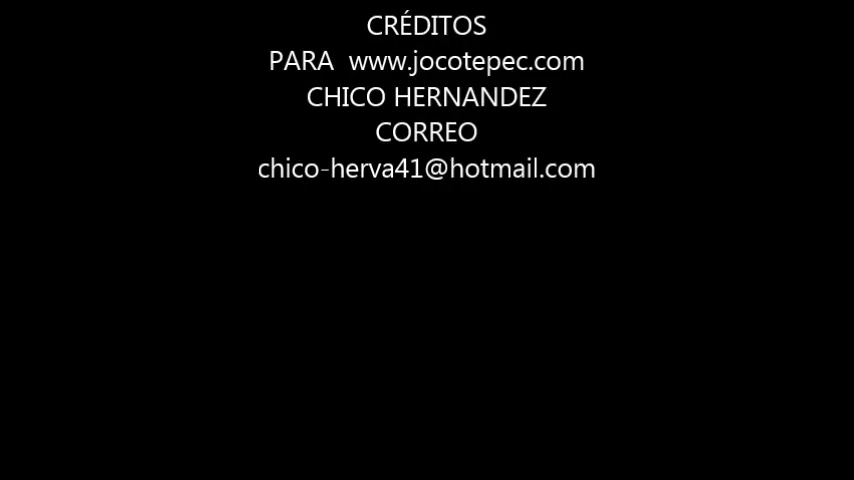 CRÉDITOS
PARA  www.jocotepec.com
CHICO HERNANDEZ
CORREO
chico-herva41@hotmail.com